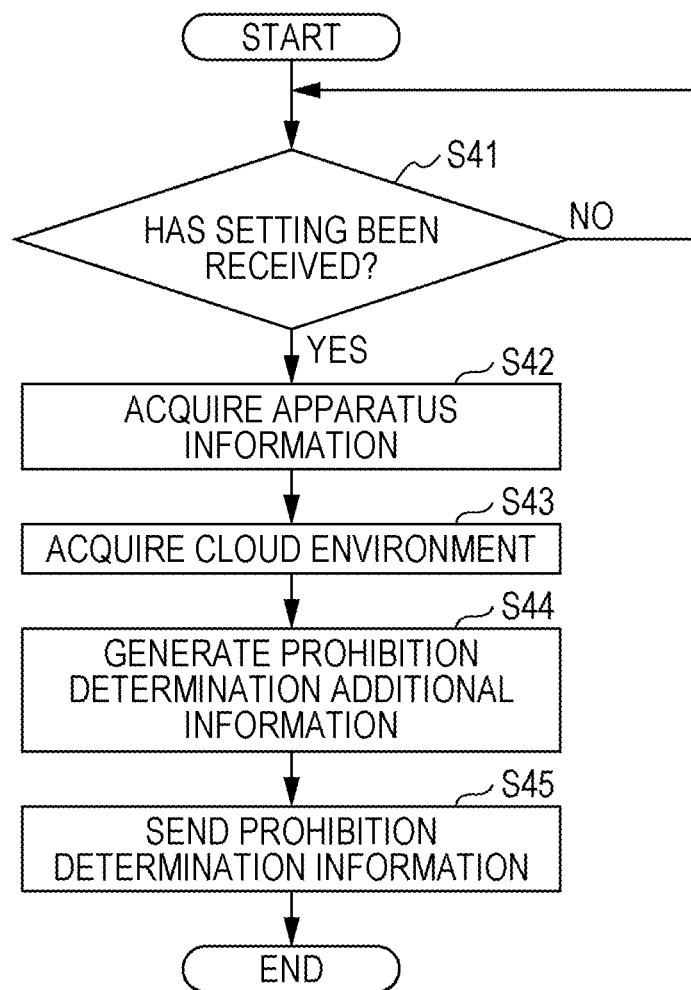 START
S41
HAS SETTING BEEN
RECEIVED?
NO
YES
S42
ACQUIRE APPARATUS
INFORMATION
S43
ACQUIRE CLOUD ENVIRONMENT
S44
GENERATE PROHIBITION
DETERMINATION ADDITIONAL
INFORMATION
S45
SEND PROHIBITION
DETERMINATION INFORMATION
END